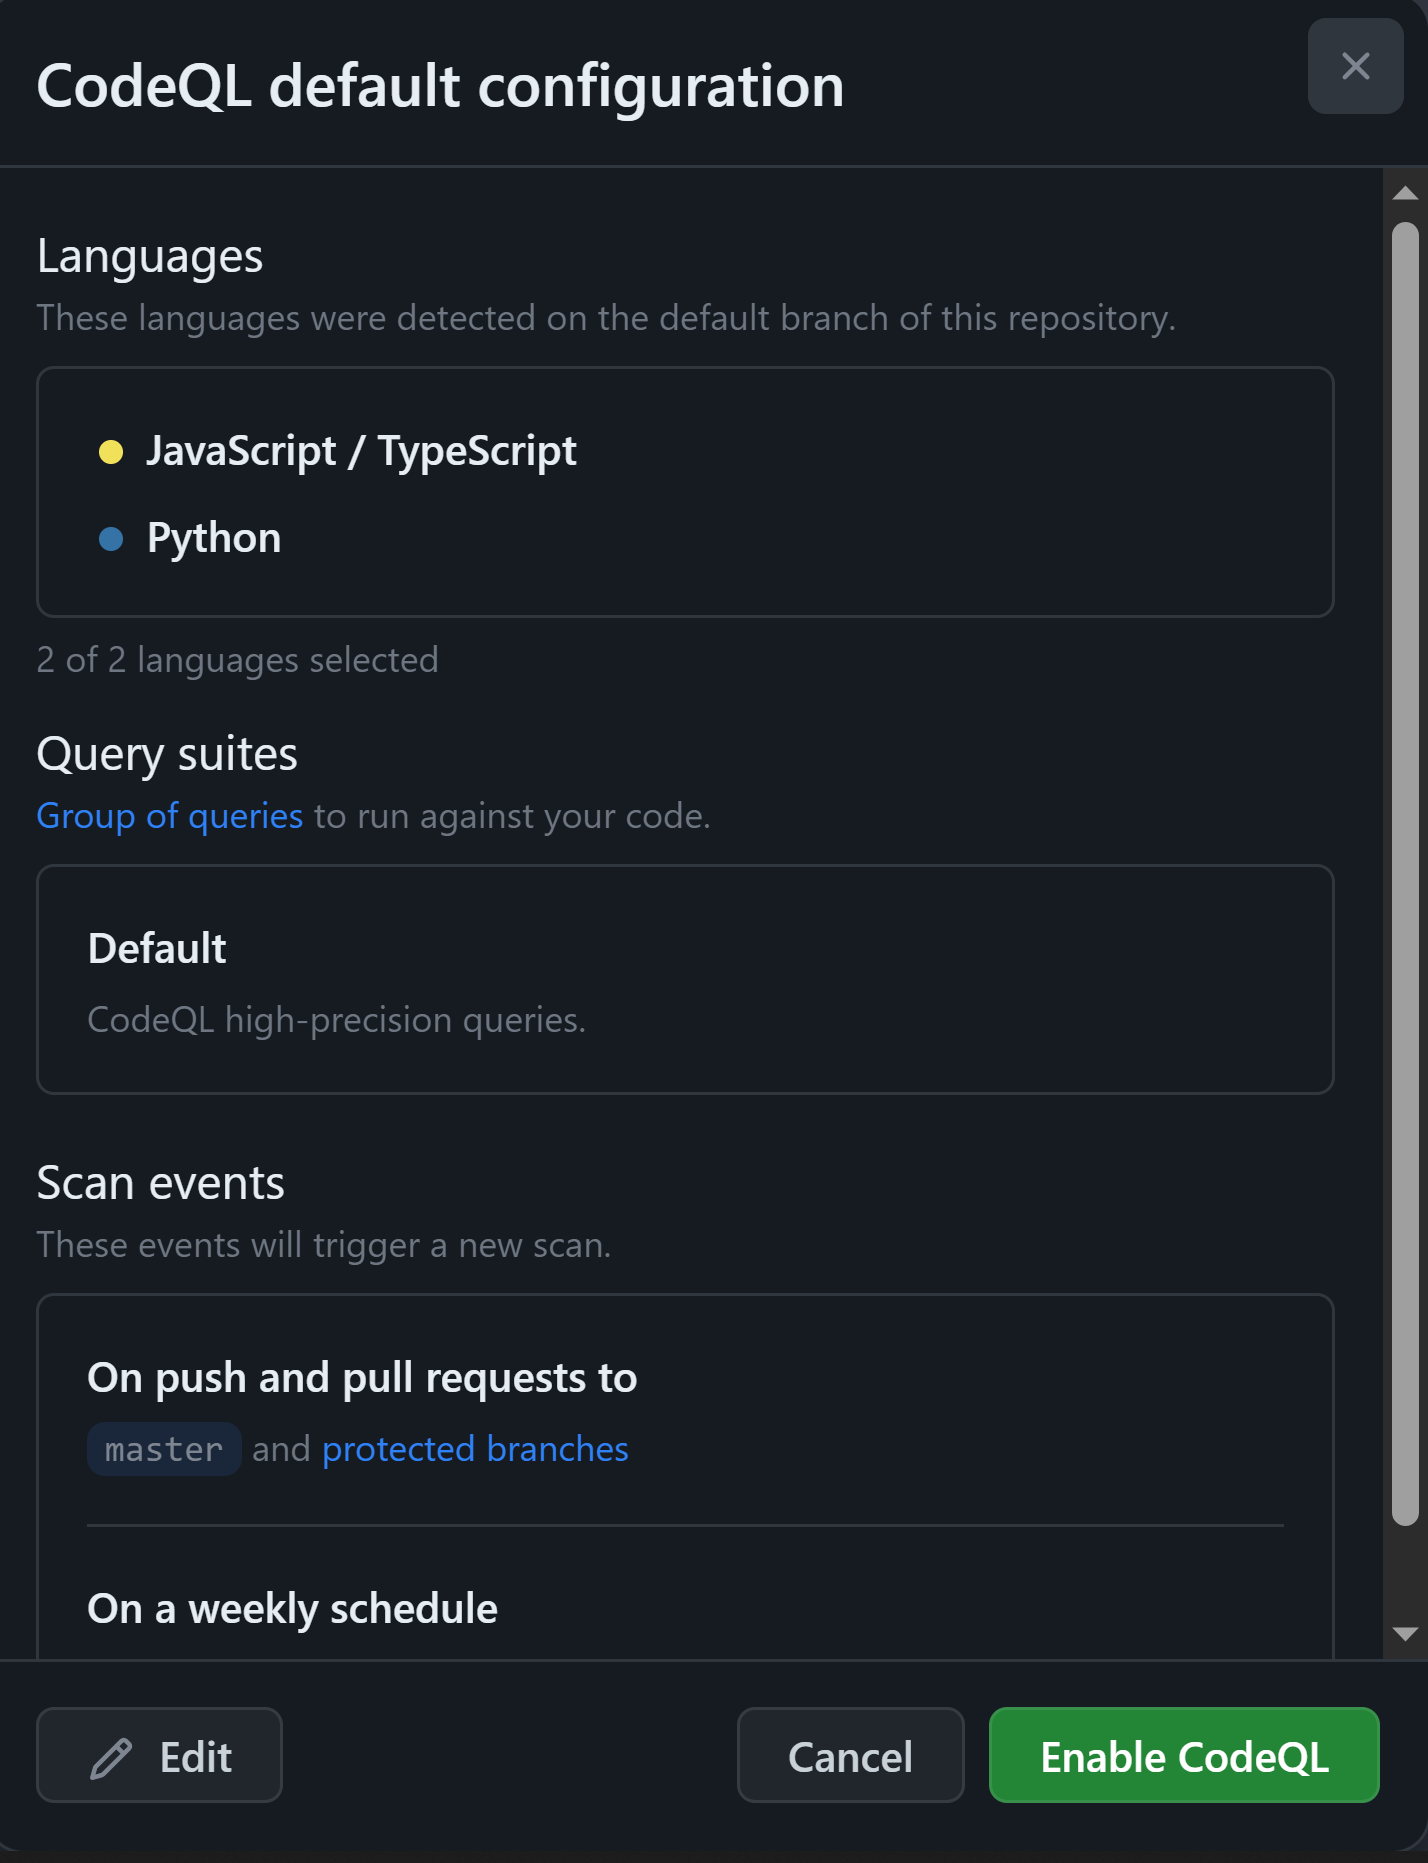 CodeQL default configuration
Languages
These languages were detected on the default branch of this repository.
JavaScript / TypeScript
Python
2 of 2 languages selected
Query suites
Group of queries to run against your code.
Default
CodeQL high-precision queries.
Scan events
These events will trigger a new scan.
On push and pull requests to
master and protected branches
On a weekly schedule
Edit
Cancel
Enable CodeQL